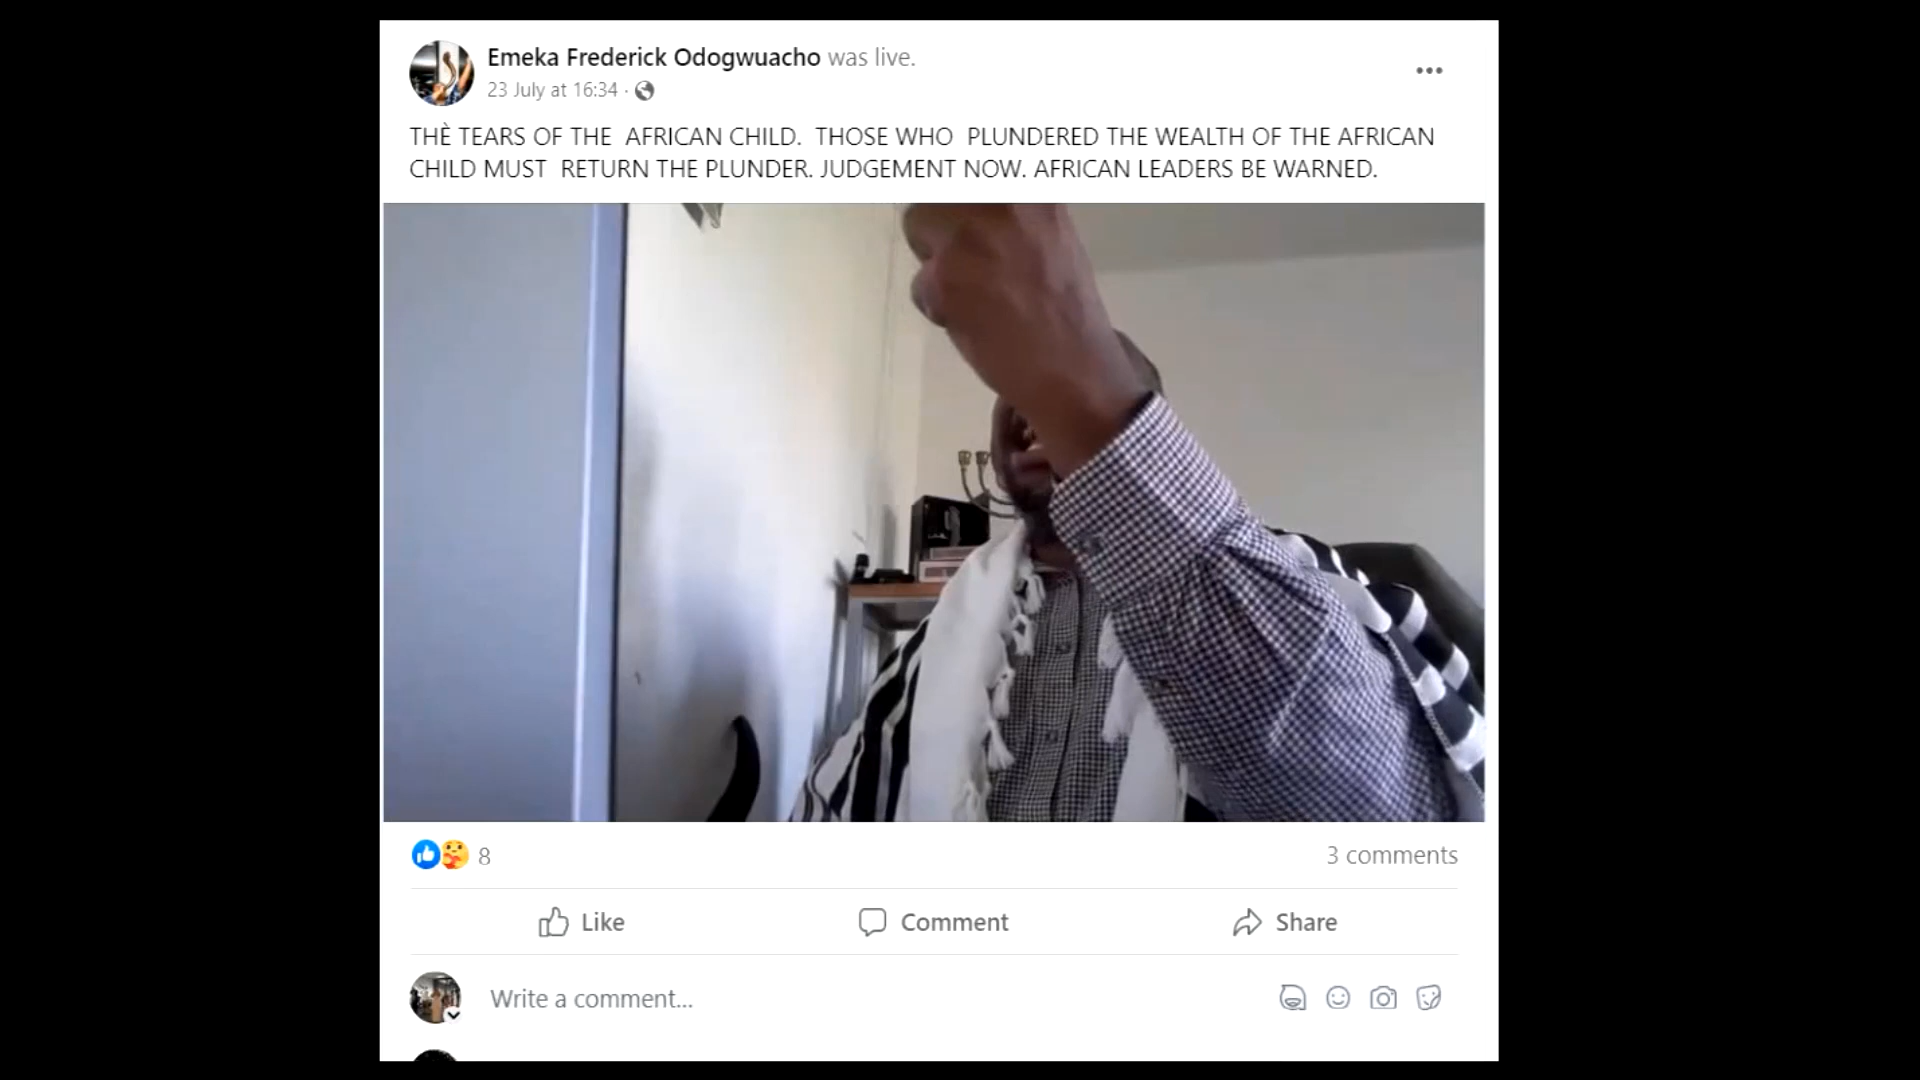 Emeka Frederick Odogwuacho was live.
23 July at 16:34 ·
THÈ TEARS OF THE AFRICAN CHILD. THOSE WHO PLUNDERED THE WEALTH OF THE AFRICAN
CHILD MUST RETURN THE PLUNDER. JUDGEMENT NOW. AFRICAN LEADERS BE WARNED.
8
3 comments
Like
Comment
Share
Write a comment...